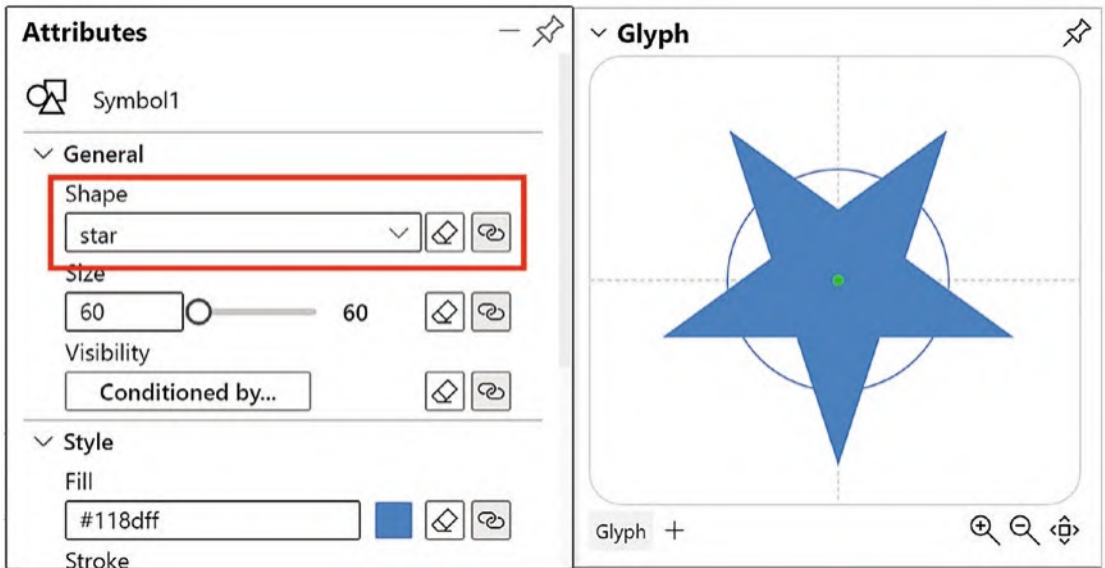 Attributes
Symbol1
General
Shape
star
Size
60 60
Visibility
Conditioned by...
Style
Fill
#118dff
Stroke
Glyph
Glyph +